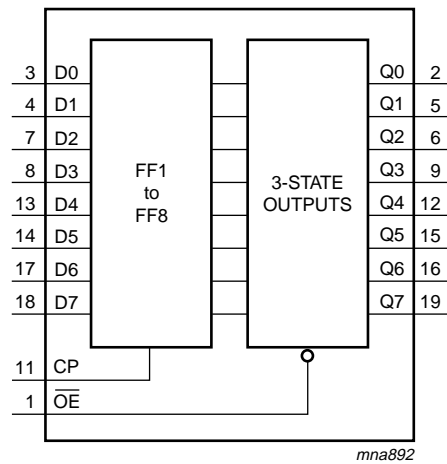 3 D0 Q0 2
4 D1 Q1 5
7 D2 Q2 6
8 D3 Q3 9
13 D4 Q4 12
14 D5 Q5 15
17 D6 Q6 16
18 D7 Q7 19
FF1
to
FF8
3-STATE
OUTPUTS
11 CP
1 O̅E̅
mna892